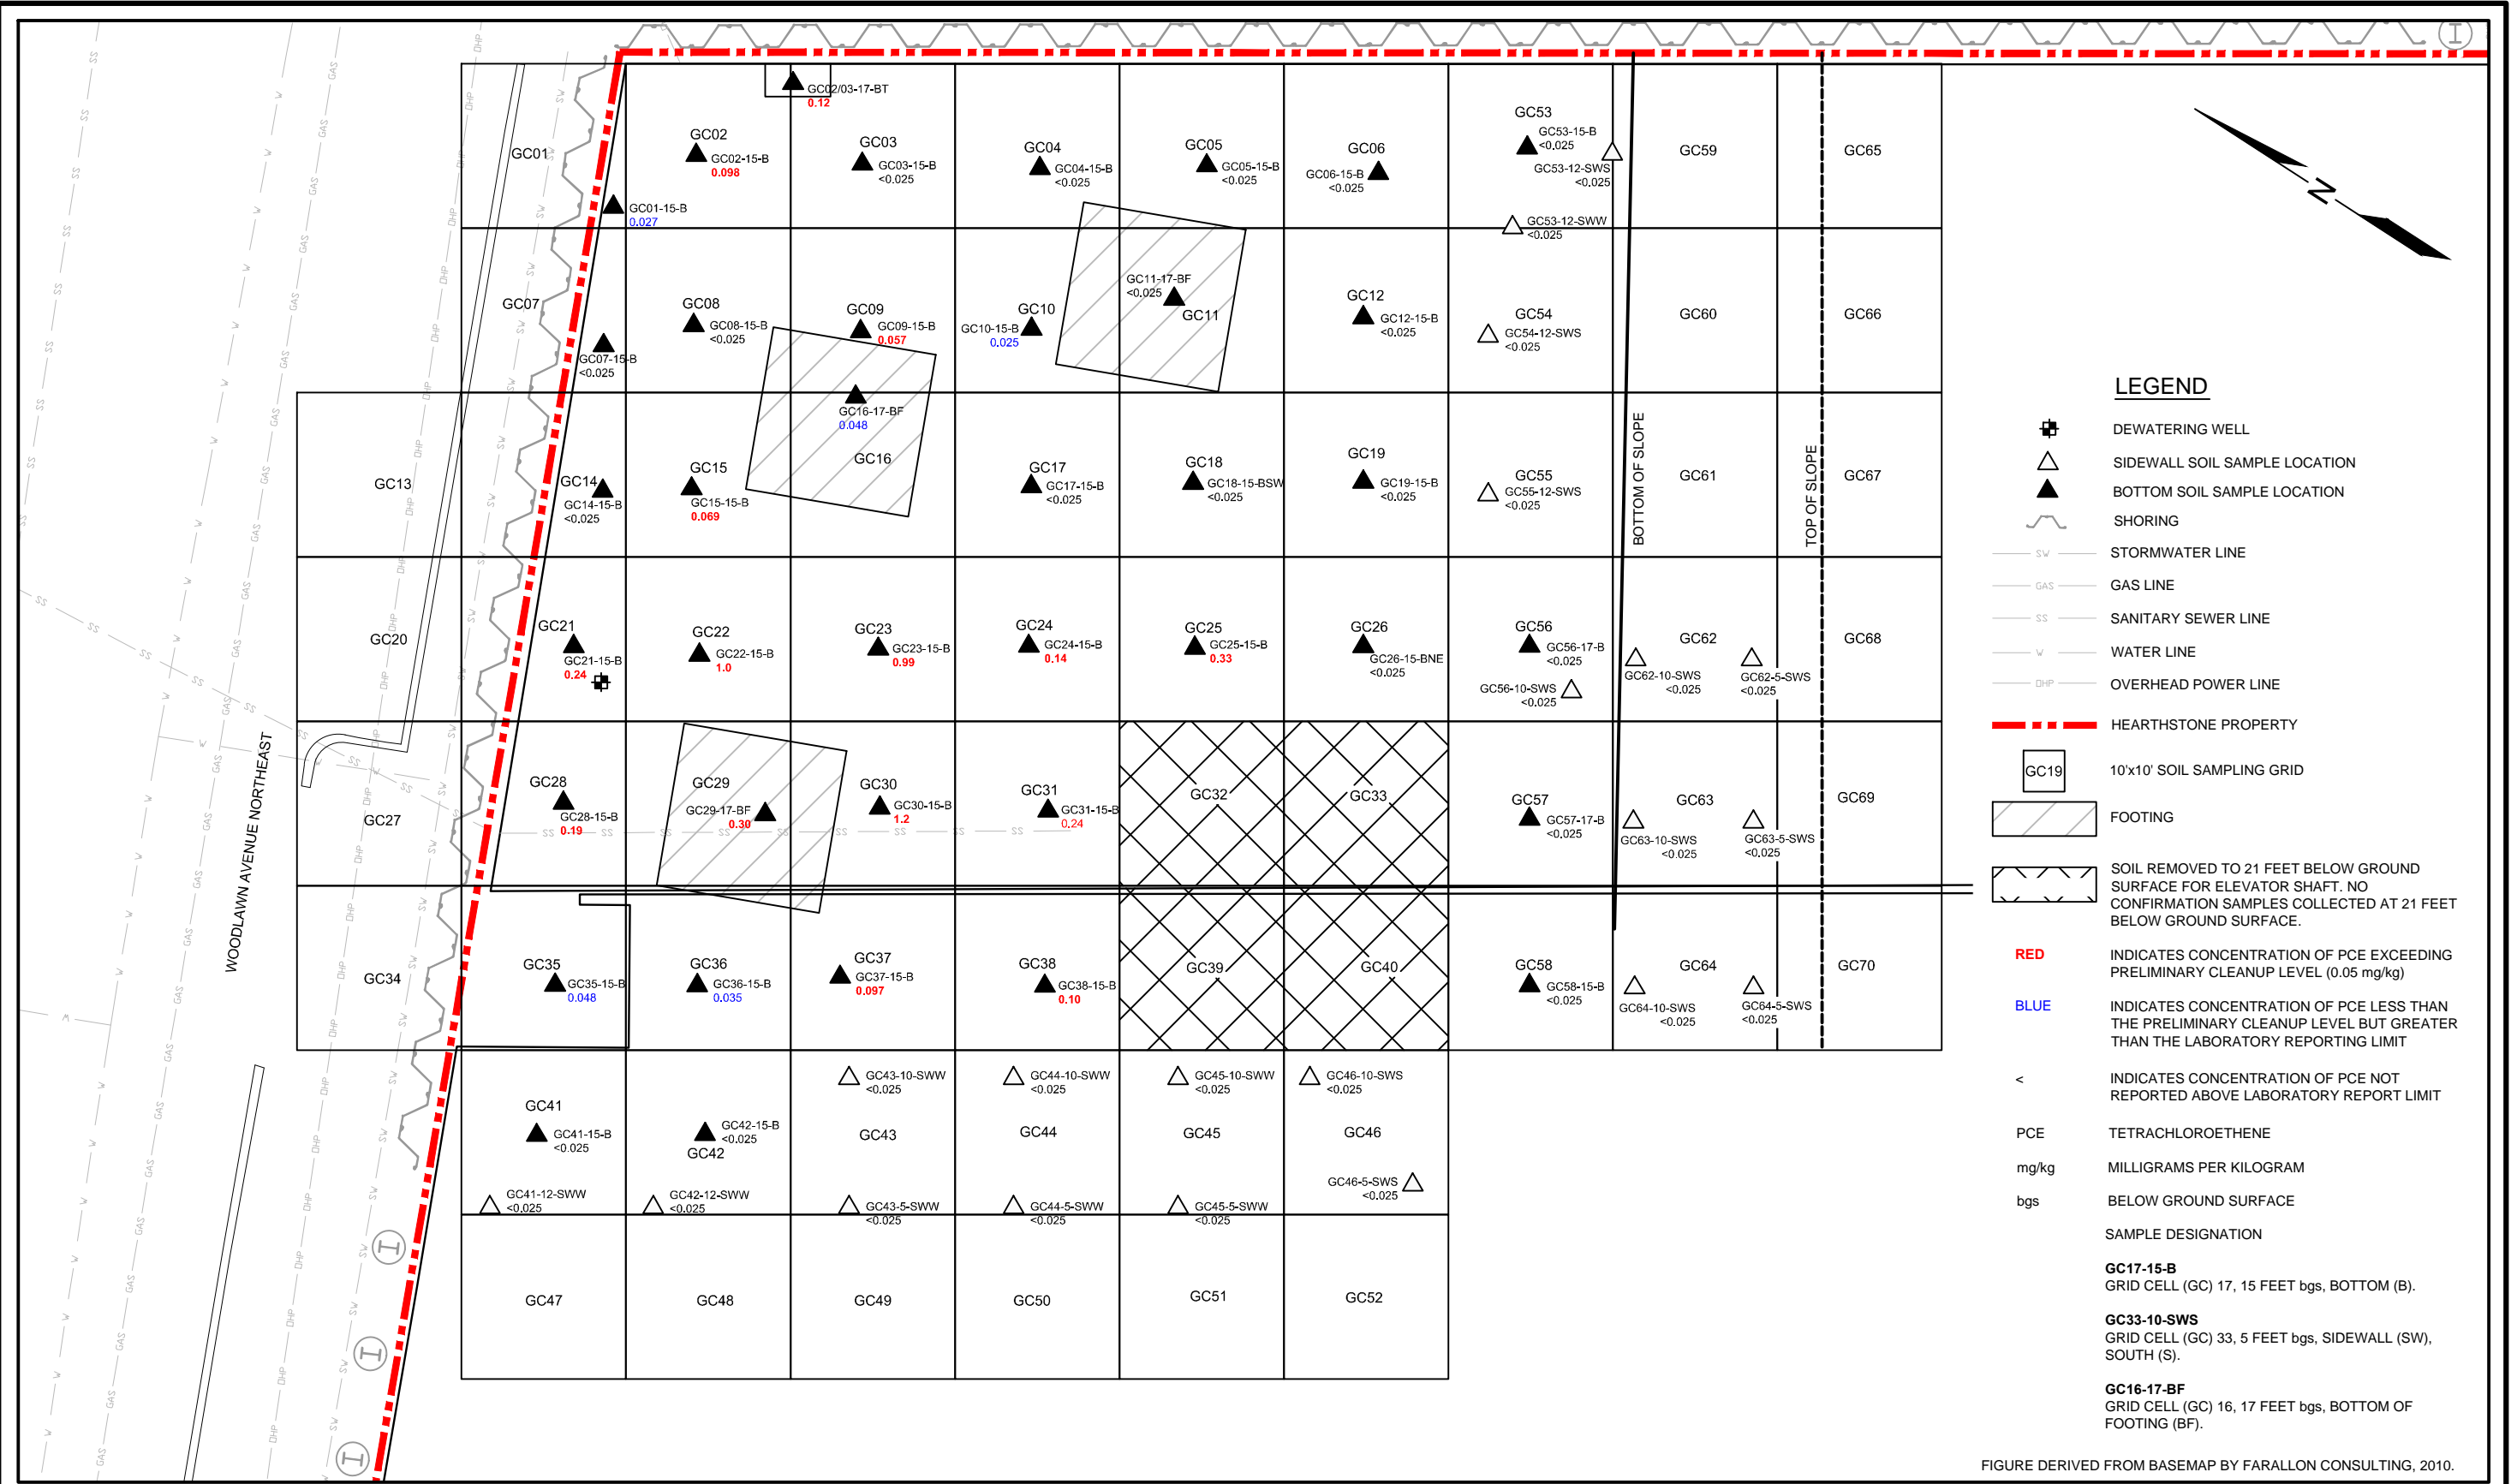 GC01
GC02
GC03
GC04
GC05
GC06
GC53
GC59
GC65
GC02/03-17-BT
0.12
GC02-15-B
0.098
GC03-15-B
<0.025
GC04-15-B
<0.025
GC05-15-B
<0.025
GC06-15-B
<0.025
GC53-15-B
<0.025
GC53-12-SWS
<0.025
GC01-15-B
0.027
GC53-12-SWW
<0.025
N
GC07
GC08
GC09
GC10
GC11
GC12
GC54
GC60
GC66
GC07-15-B
<0.025
GC08-15-B
<0.025
GC09-15-B
0.057
GC10-15-B
0.025
GC11-17-BF
<0.025
GC12-15-B
<0.025
GC54-12-SWS
<0.025
GC16-17-BF
0.048
GC13
GC14
GC15
GC16
GC17
GC18
GC19
GC55
GC61
GC67
GC14-15-B
<0.025
GC15-15-B
0.069
GC17-15-B
<0.025
GC18-15-BSW
<0.025
GC19-15-B
<0.025
GC55-12-SWS
<0.025
BOTTOM OF SLOPE
TOP OF SLOPE
GC20
GC21
GC22
GC23
GC24
GC25
GC26
GC56
GC62
GC68
GC21-15-B
0.24
GC22-15-B
1.0
GC23-15-B
0.99
GC24-15-B
0.14
GC25-15-B
0.33
GC26-15-BNE
<0.025
GC56-17-B
<0.025
GC56-10-SWS
<0.025
GC62-10-SWS
<0.025
GC62-5-SWS
<0.025
WOODLAWN AVENUE NORTHEAST
GC27
GC28
GC29
GC30
GC31
GC32
GC33
GC57
GC63
GC69
GC28-15-B
0.19
GC29-17-BF
0.30
GC30-15-B
1.2
GC31-15-B
0.24
GC57-17-B
<0.025
GC63-10-SWS
<0.025
GC63-5-SWS
<0.025
GC34
GC35
GC36
GC37
GC38
GC39
GC40
GC58
GC64
GC70
GC35-15-B
0.048
GC36-15-B
0.035
GC37-15-B
0.097
GC38-15-B
0.10
GC58-15-B
<0.025
GC64-10-SWS
<0.025
GC64-5-SWS
<0.025
GC41
GC42
GC43
GC44
GC45
GC46
GC43-10-SWW
<0.025
GC44-10-SWW
<0.025
GC45-10-SWW
<0.025
GC46-10-SWS
<0.025
GC41-15-B
<0.025
GC42-15-B
<0.025
GC41-12-SWW
<0.025
GC42-12-SWW
<0.025
GC43-5-SWW
<0.025
GC44-5-SWW
<0.025
GC45-5-SWW
<0.025
GC46-5-SWS
<0.025
GC47
GC48
GC49
GC50
GC51
GC52
LEGEND
DEWATERING WELL
SIDEWALL SOIL SAMPLE LOCATION
BOTTOM SOIL SAMPLE LOCATION
SHORING
SW STORMWATER LINE
GAS GAS LINE
SS SANITARY SEWER LINE
W WATER LINE
OHP OVERHEAD POWER LINE
HEARTHSTONE PROPERTY
GC19 10'x10' SOIL SAMPLING GRID
FOOTING
SOIL REMOVED TO 21 FEET BELOW GROUND
SURFACE FOR ELEVATOR SHAFT. NO
CONFIRMATION SAMPLES COLLECTED AT 21 FEET
BELOW GROUND SURFACE.
RED INDICATES CONCENTRATION OF PCE EXCEEDING
PRELIMINARY CLEANUP LEVEL (0.05 mg/kg)
BLUE INDICATES CONCENTRATION OF PCE LESS THAN
THE PRELIMINARY CLEANUP LEVEL BUT GREATER
THAN THE LABORATORY REPORTING LIMIT
< INDICATES CONCENTRATION OF PCE NOT
REPORTED ABOVE LABORATORY REPORT LIMIT
PCE TETRACHLOROETHENE
mg/kg MILLIGRAMS PER KILOGRAM
bgs BELOW GROUND SURFACE
SAMPLE DESIGNATION
GC17-15-B
GRID CELL (GC) 17, 15 FEET bgs, BOTTOM (B).
GC33-10-SWS
GRID CELL (GC) 33, 5 FEET bgs, SIDEWALL (SW),
SOUTH (S).
GC16-17-BF
GRID CELL (GC) 16, 17 FEET bgs, BOTTOM OF
FOOTING (BF).
FIGURE DERIVED FROM BASEMAP BY FARALLON CONSULTING, 2010.